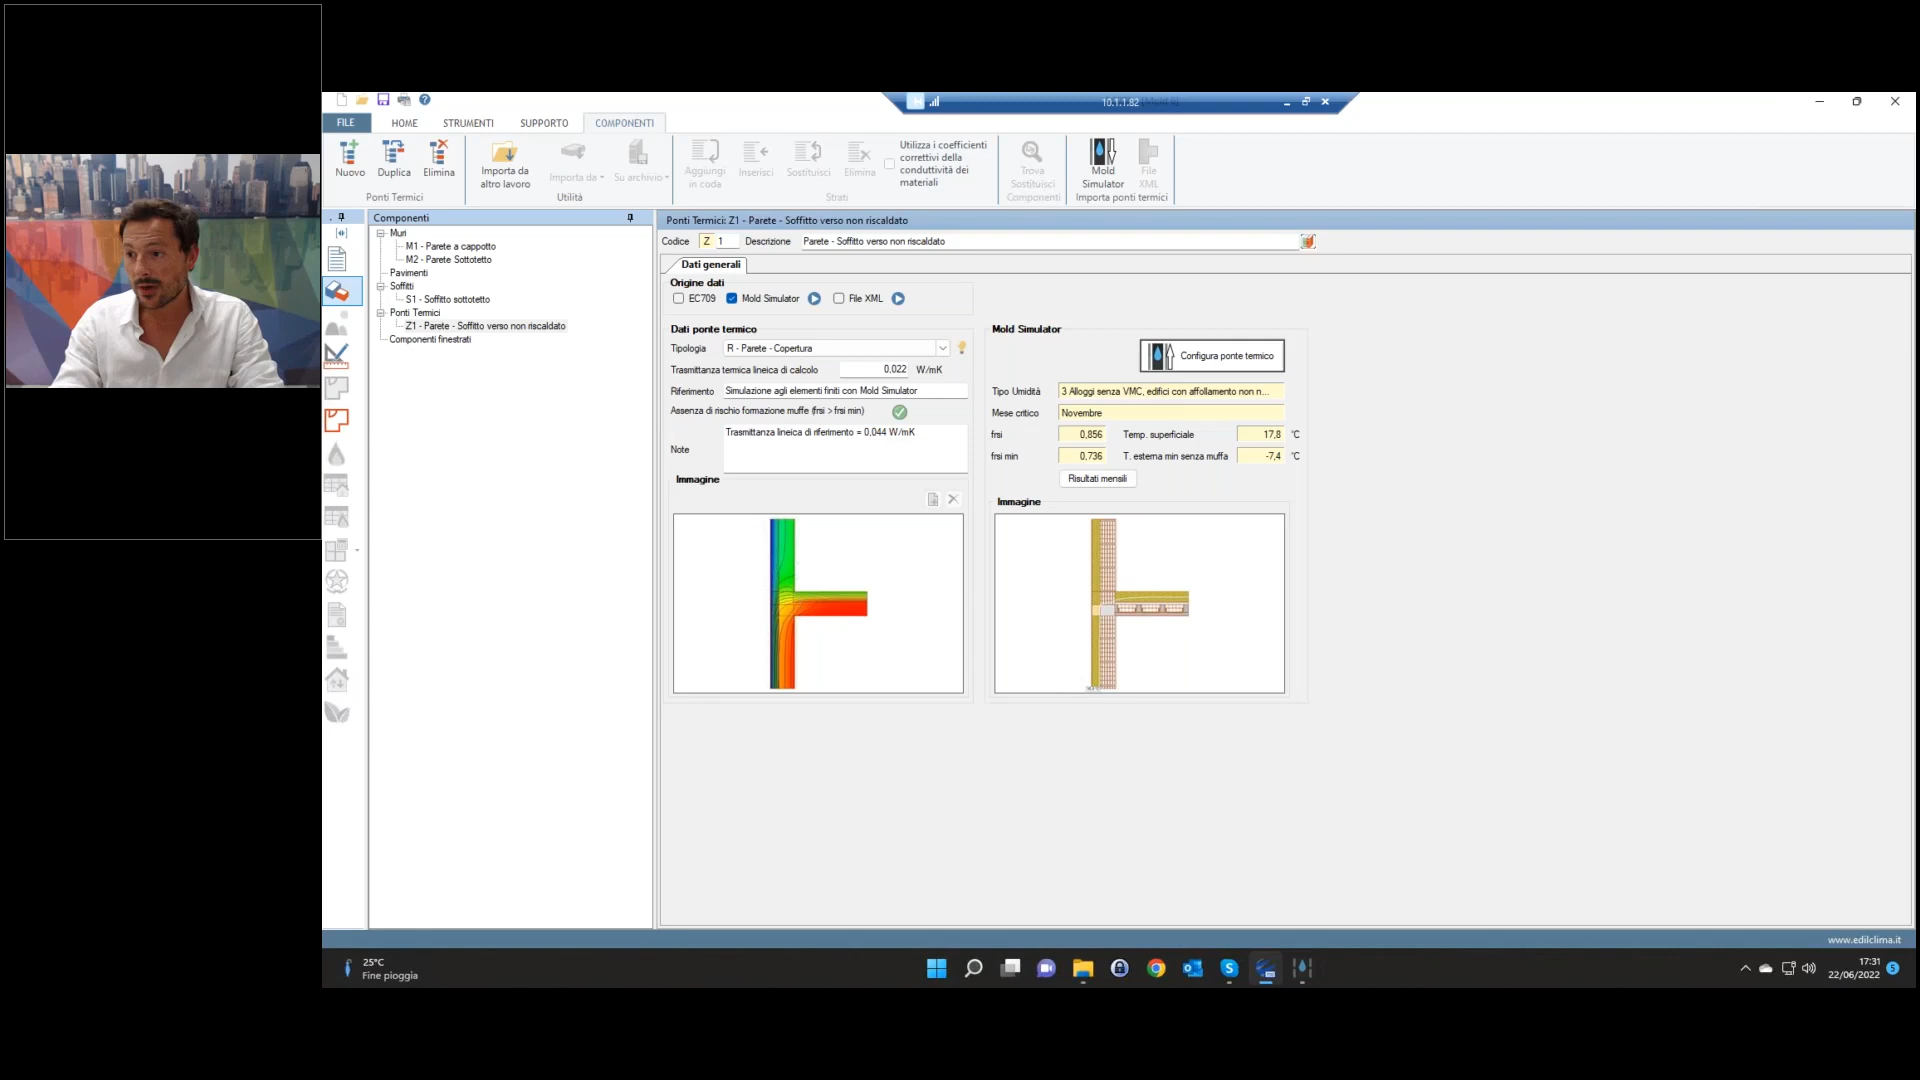 10.1.1.82
FILE HOME STRUMENTI SUPPORTO COMPONENTI
Nuovo Duplica Elimina
Ponti Termici
Importa da altro lavoro Importa da Su archivio
Utilità
Aggiungi in coda Inserisci Sostituisci Elimina
Utilizza i coefficienti
correttivi della
conduttività dei
materiali
Strati
Trova Sostituisci
Componenti
Mold Simulator File XML
Importa ponti termici
Componenti
Muri
M1 - Parete a cappotto
M2 - Parete Sottotetto
Pavimenti
Soffitti
S1 - Soffitto sottotetto
Ponti Termici
Z1 - Parete - Soffitto verso non riscaldato
Componenti finestrati
Ponti Termici: Z1 - Parete - Soffitto verso non riscaldato
Codice Z 1 Descrizione Parete - Soffitto verso non riscaldato
Dati generali
Origine dati
EC709 Mold Simulator File XML
Dati ponte termico
Tipologia R - Parete - Copertura
Trasmittanza termica lineica di calcolo 0,022 W/mK
Riferimento Simulazione agli elementi finiti con Mold Simulator
Assenza di rischio formazione muffe (frsi > frsi min)
Note Trasmittanza lineica di riferimento = 0,044 W/mK
Immagine
Mold Simulator
Configura ponte termico
Tipo Umidità 3 Alloggi senza VMC, edifici con affollamento non n...
Mese critico Novembre
frsi 0,856 Temp. superficiale 17,8 °C
frsi min 0,736 T. esterna min senza muffa -7,4 °C
Risultati mensili
Immagine
www.edilclima.it
25°C
Fine pioggia
17:31
22/06/2022 5